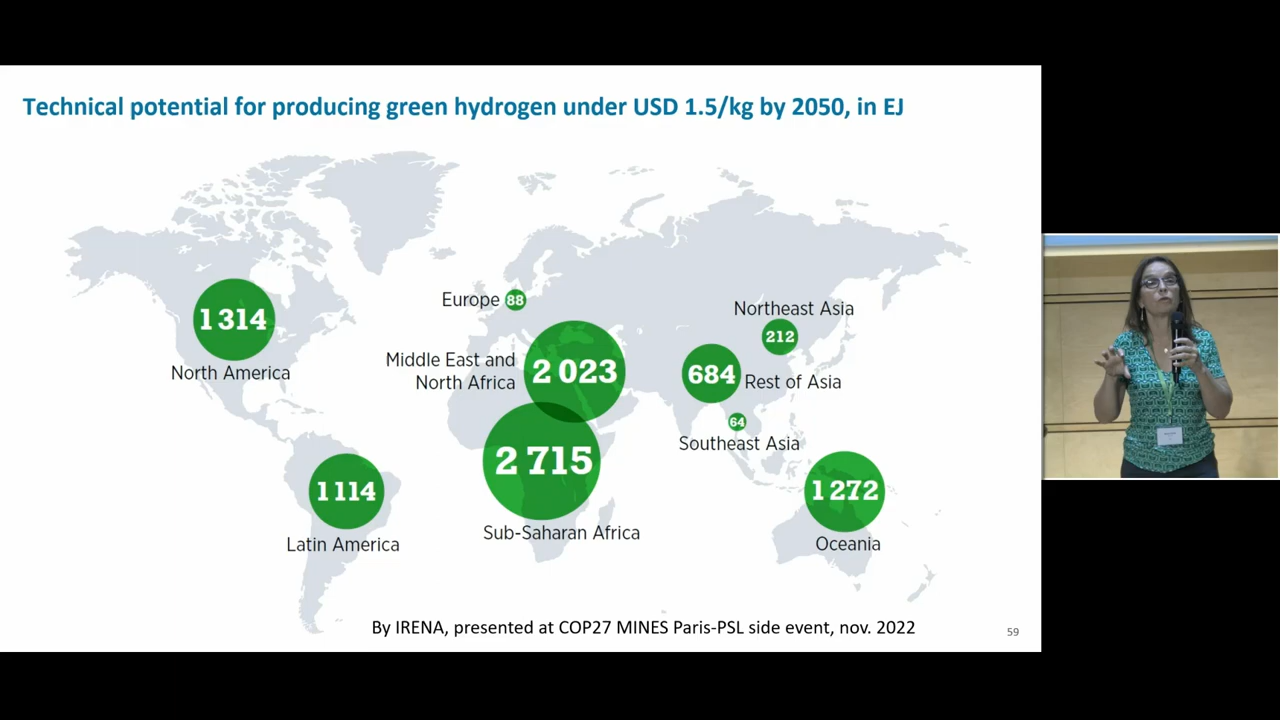 Technical potential for producing green hydrogen under USD 1.5/kg by 2050, in EJ
1 314
North America
Europe 88
Middle East and
North Africa
2 023
Northeast Asia
212
684
Rest of Asia
64
Southeast Asia
1 114
Latin America
2 715
Sub-Saharan Africa
1 272
Oceania
By IRENA, presented at COP27 MINES Paris-PSL side event, nov. 2022
59